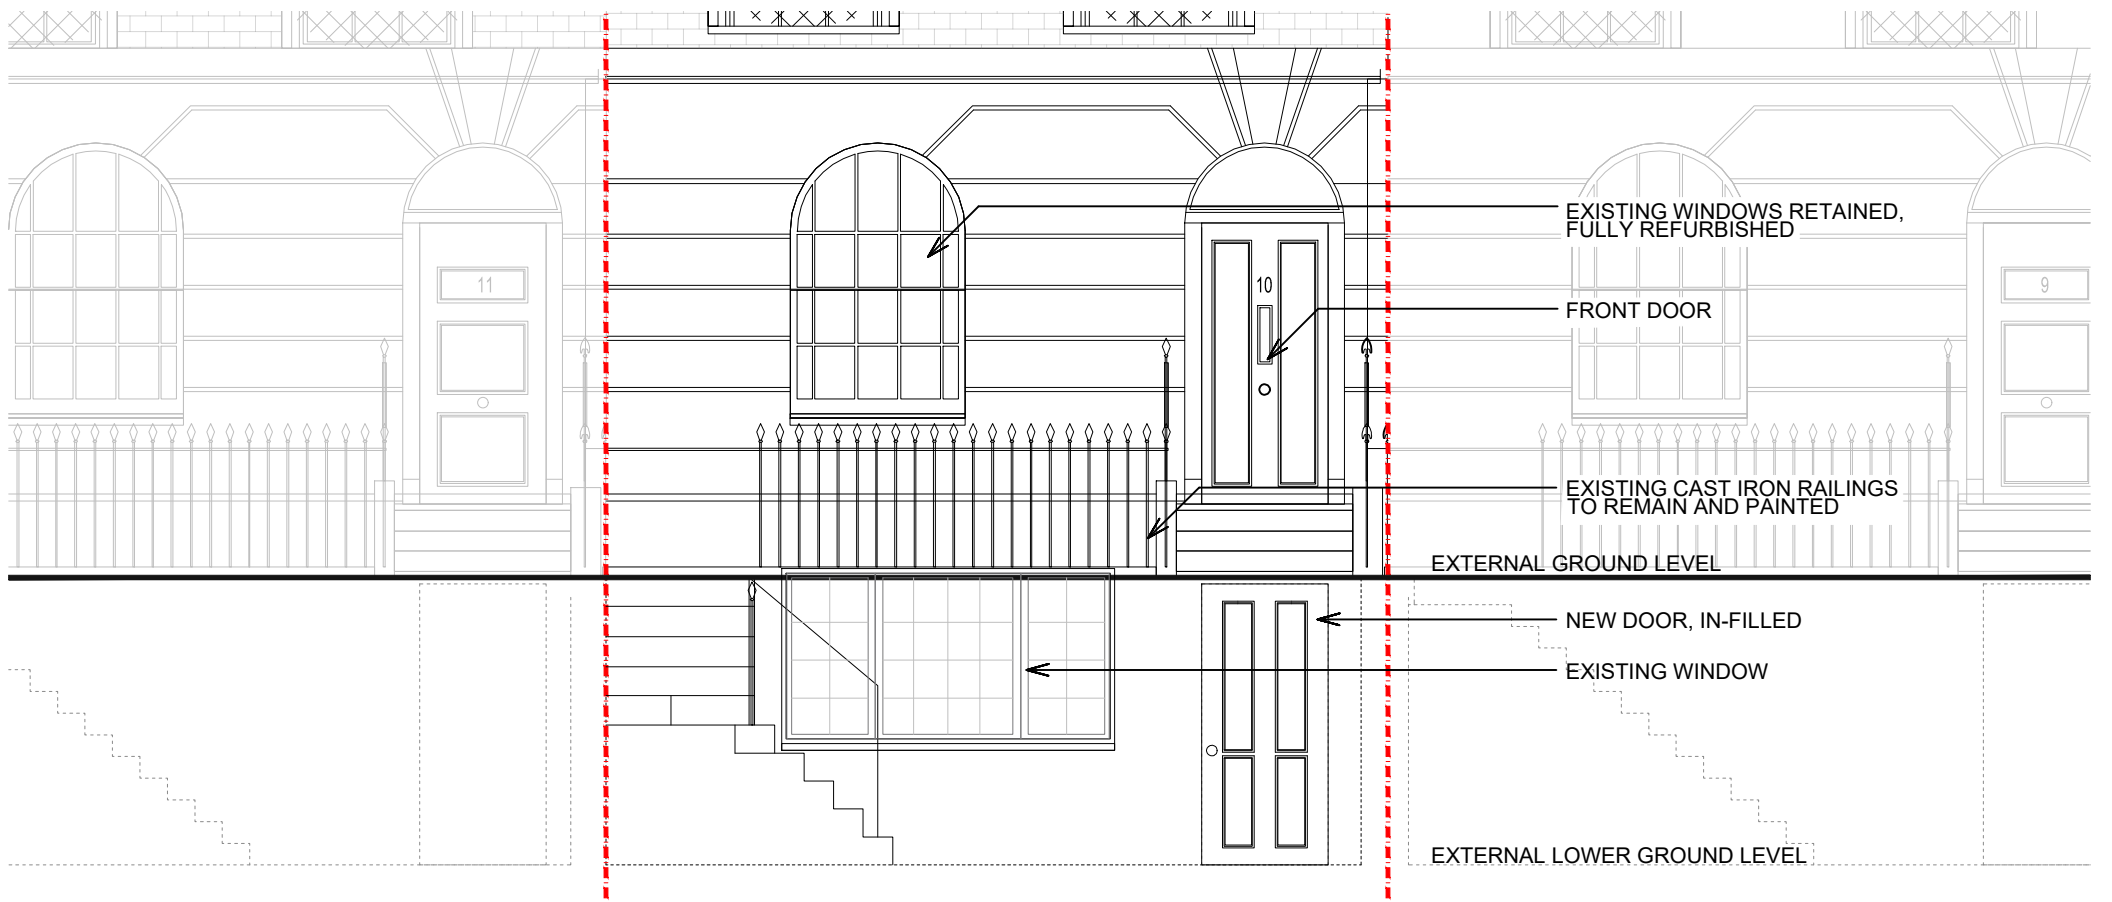 EXISTING WINDOWS RETAINED,
FULLY REFURBISHED
11
10
9
FRONT DOOR
EXISTING CAST IRON RAILINGS
TO REMAIN AND PAINTED
EXTERNAL GROUND LEVEL
NEW DOOR, IN-FILLED
EXISTING WINDOW
EXTERNAL LOWER GROUND LEVEL